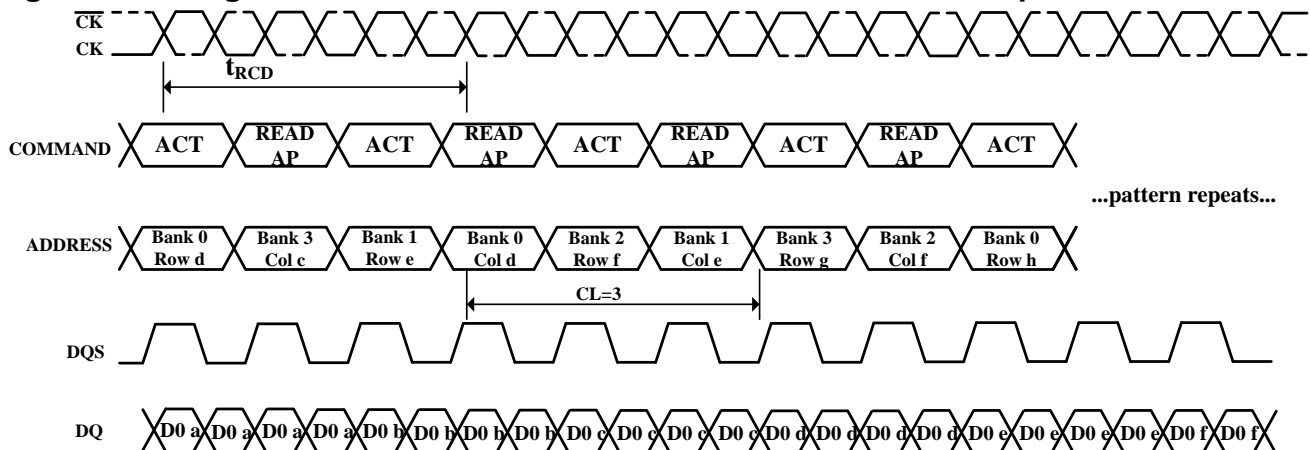 C̅K̅
CK
tRCD
COMMAND ACT READ AP ACT READ AP ACT READ AP ACT READ AP ACT
...pattern repeats...
ADDRESS Bank 0 Bank 3 Bank 1 Bank 0 Bank 2 Bank 1 Bank 3 Bank 2 Bank 0
Row d Col c Row e Col d Row f Col e Row g Col f Row h
CL=3
DQS
DQ D0 a D0 a D0 a D0 a D0 b D0 b D0 b D0 b D0 c D0 c D0 c D0 c D0 d D0 d D0 d D0 d D0 e D0 e D0 e D0 e D0 f D0 f